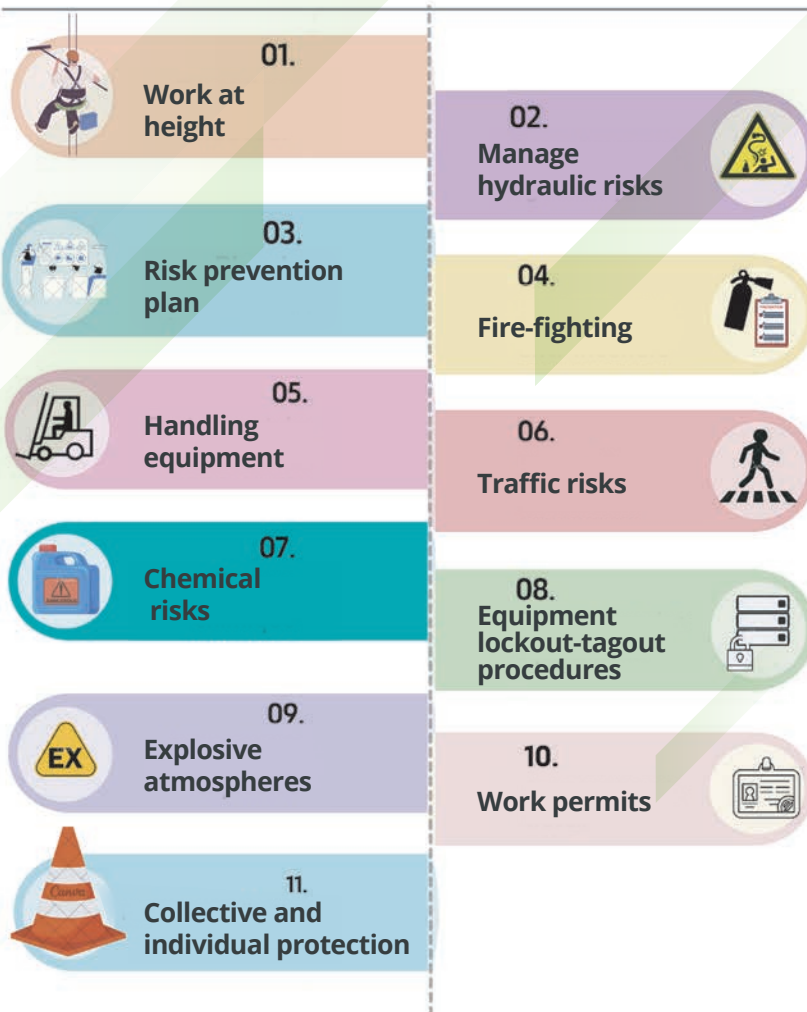 01.
Work at
height
02.
Manage
hydraulic risks
03.
Risk prevention
plan
04.
Fire-fighting
05.
Handling
equipment
06.
Traffic risks
07.
Chemical
risks
08.
Equipment
lockout-tagout
procedures
09.
EX
Explosive
atmospheres
10.
Work permits
11.
Canva
Collective and
individual protection